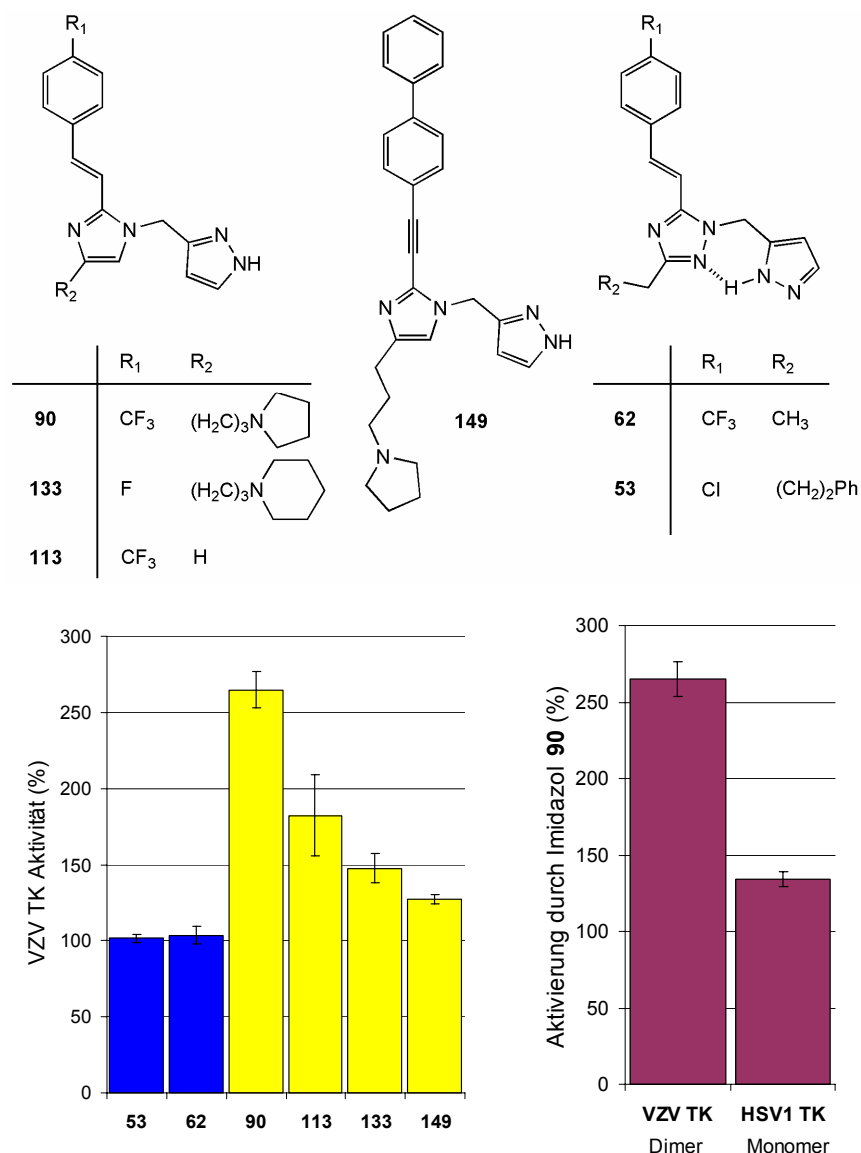 R1
N
N
N
NH
R2
R1 R2
90 CF3 (H2C)3N
133 F (H2C)3N
113 CF3 H
N
N
N
NH
N
149
R1
N
N
N
R2
H
N
N
R1 R2
62 CF3 CH3
53 Cl (CH2)2Ph
VZV TK Aktivität (%)
300
250
200
150
100
50
0
53 62 90 113 133 149
Aktivierung durch Imidazol 90 (%)
300
250
200
150
100
50
0
VZV TK HSV1 TK
Dimer Monomer